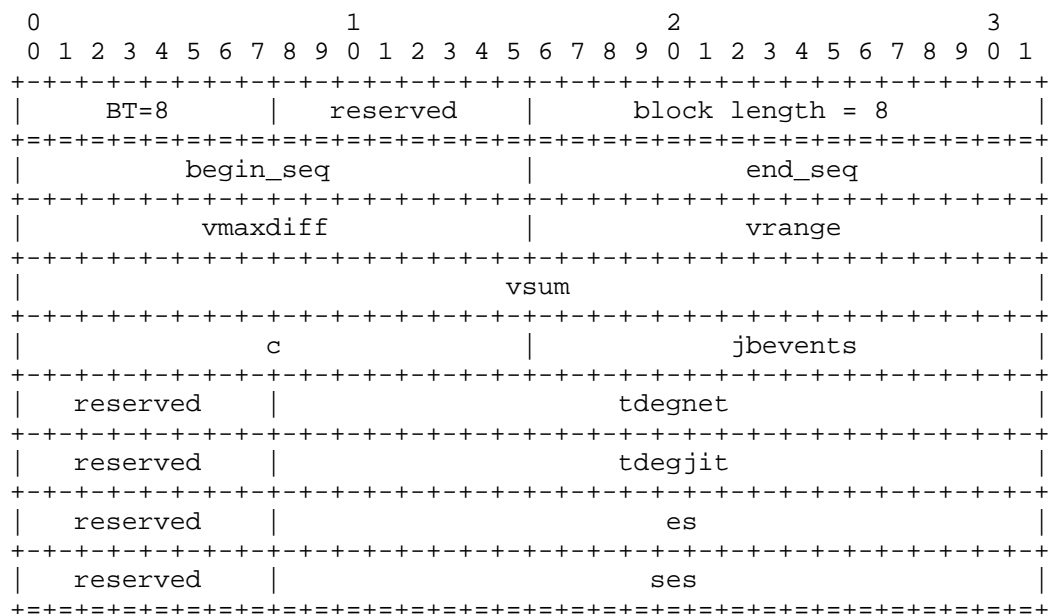 0                   1                   2                   3
 0 1 2 3 4 5 6 7 8 9 0 1 2 3 4 5 6 7 8 9 0 1 2 3 4 5 6 7 8 9 0 1
+-+-+-+-+-+-+-+-+-+-+-+-+-+-+-+-+-+-+-+-+-+-+-+-+-+-+-+-+-+-+-+-+
|     BT=8      |   reserved    |      block length = 8         |
+=+=+=+=+=+=+=+=+=+=+=+=+=+=+=+=+=+=+=+=+=+=+=+=+=+=+=+=+=+=+=+=+
|          begin_seq            |             end_seq           |
+-+-+-+-+-+-+-+-+-+-+-+-+-+-+-+-+-+-+-+-+-+-+-+-+-+-+-+-+-+-+-+-+
|           vmaxdiff            |             vrange            |
+-+-+-+-+-+-+-+-+-+-+-+-+-+-+-+-+-+-+-+-+-+-+-+-+-+-+-+-+-+-+-+-+
|                              vsum                             |
+-+-+-+-+-+-+-+-+-+-+-+-+-+-+-+-+-+-+-+-+-+-+-+-+-+-+-+-+-+-+-+-+
|               c               |            jbevents           |
+-+-+-+-+-+-+-+-+-+-+-+-+-+-+-+-+-+-+-+-+-+-+-+-+-+-+-+-+-+-+-+-+
|   reserved    |                     tdegnet                   |
+-+-+-+-+-+-+-+-+-+-+-+-+-+-+-+-+-+-+-+-+-+-+-+-+-+-+-+-+-+-+-+-+
|   reserved    |                     tdegjit                   |
+-+-+-+-+-+-+-+-+-+-+-+-+-+-+-+-+-+-+-+-+-+-+-+-+-+-+-+-+-+-+-+-+
|   reserved    |                        es                     |
+-+-+-+-+-+-+-+-+-+-+-+-+-+-+-+-+-+-+-+-+-+-+-+-+-+-+-+-+-+-+-+-+
|   reserved    |                       ses                     |
+=+=+=+=+=+=+=+=+=+=+=+=+=+=+=+=+=+=+=+=+=+=+=+=+=+=+=+=+=+=+=+=+